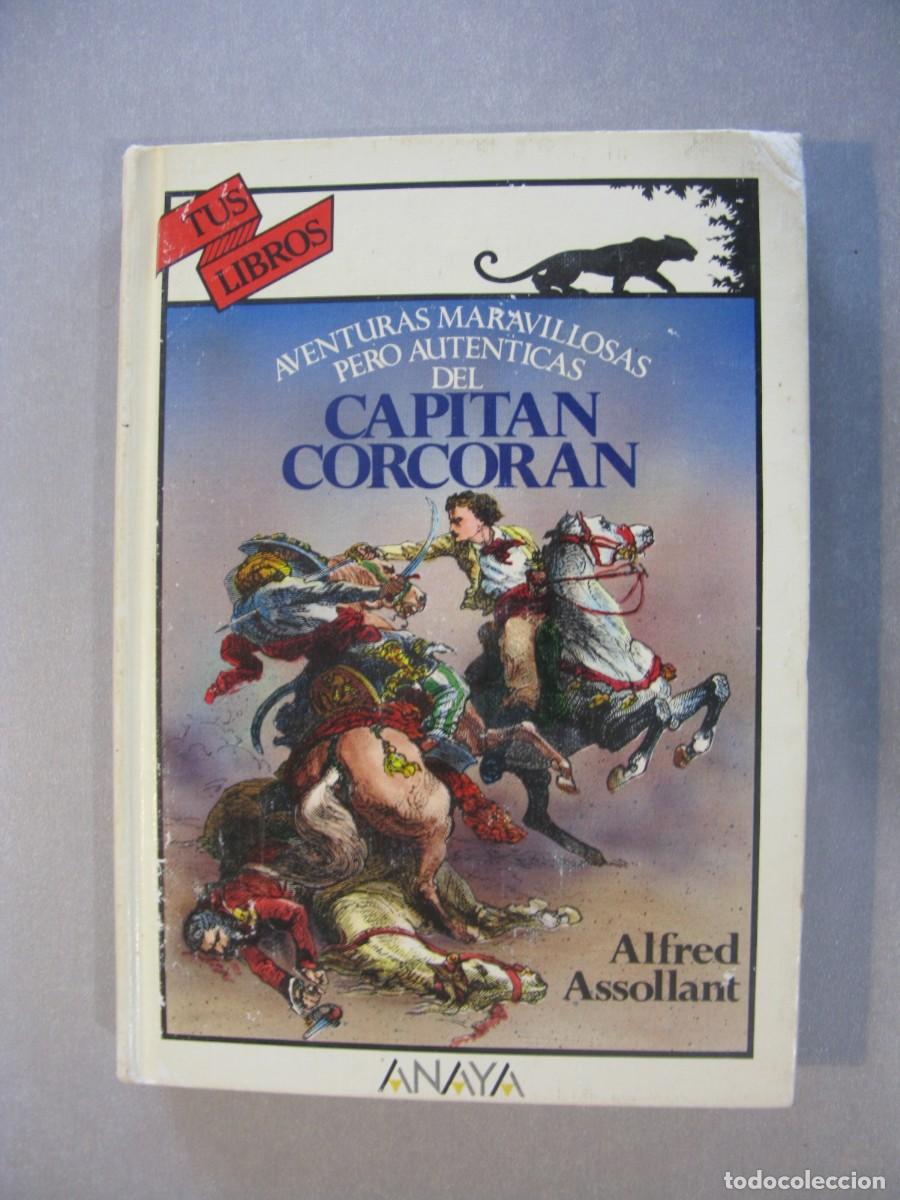 TUS
LIBROS
AVENTURAS MARAVILLOSAS
PERO AUTENTICAS
DEL
CAPITAN
CORCORAN
Alfred
Assollant
ANAYA
todocoleccion